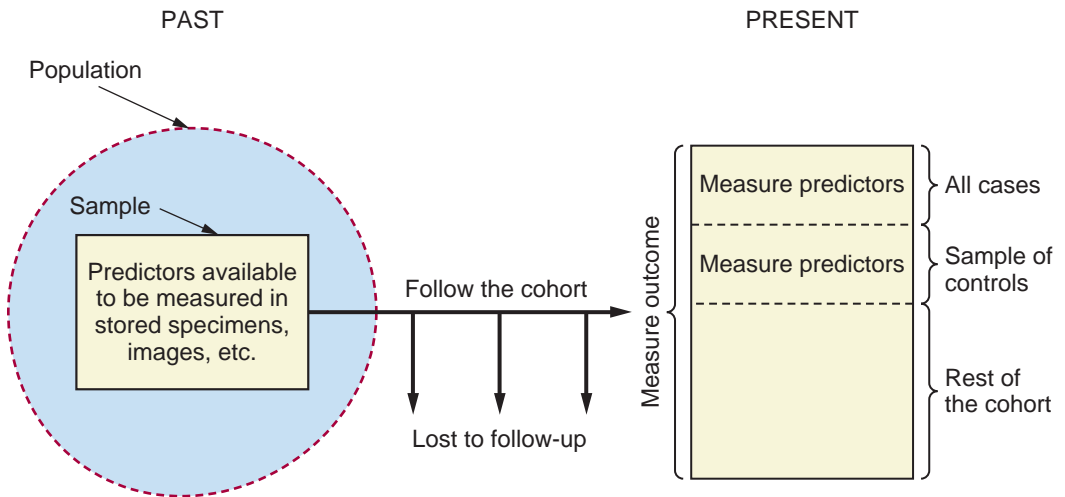 PAST
PRESENT
Population
Sample
Predictors available
to be measured in
stored specimens,
images, etc.
Follow the cohort
Lost to follow-up
Measure outcome
Measure predictors
All cases
Measure predictors
Sample of
controls
Rest of
the cohort